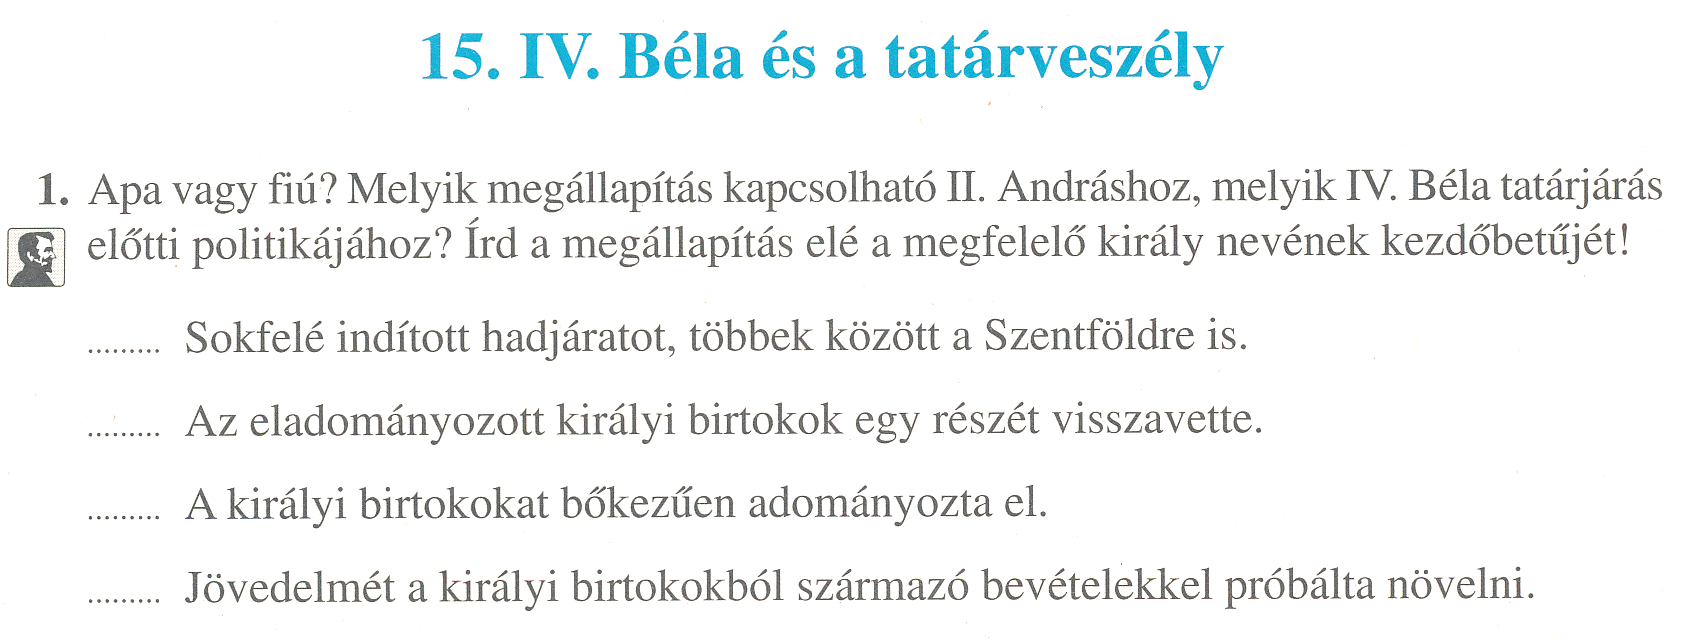 15. IV. Béla és a tatárveszély
1. Apa vagy fiú? Melyik megállapítás kapcsolható II. Andráshoz, melyik IV. Béla tatárjárás
előtti politikájához? Írd a megállapítás elé a megfelelő király nevének kezdőbetűjét!
......... Sokfelé indított hadjáratot, többek között a Szentföldre is.
......... Az eladományozott királyi birtokok egy részét visszavette.
......... A királyi birtokokat bőkezűen adományozta el.
......... Jövedelmét a királyi birtokokból származó bevételekkel próbálta növelni.